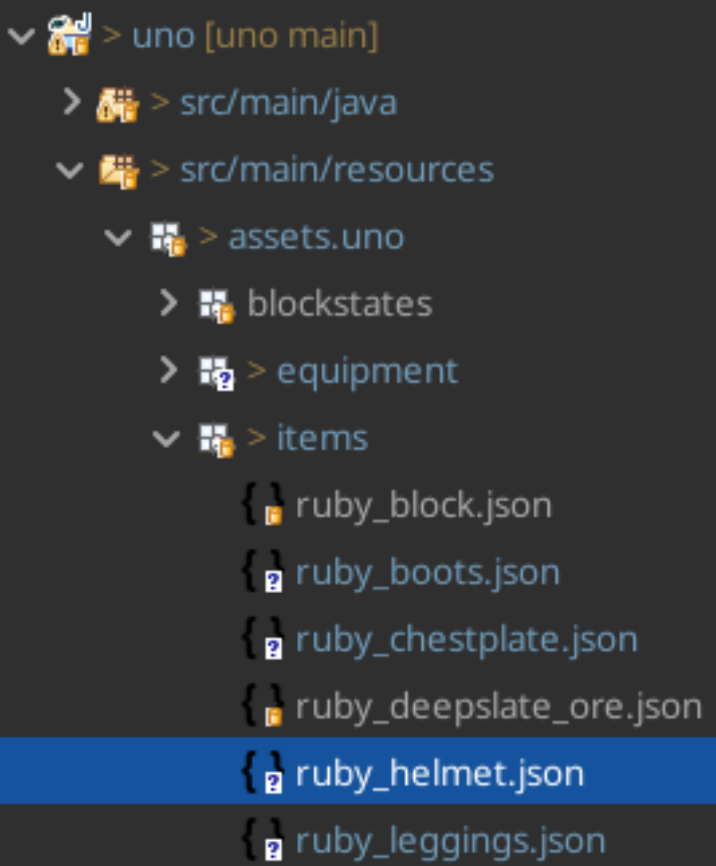 > uno [uno main]
> src/main/java
> src/main/resources
> assets.uno
blockstates
> equipment
> items
ruby_block.json
ruby_boots.json
ruby_chestplate.json
ruby_deepslate_ore.json
ruby_helmet.json
ruby_leggings.json